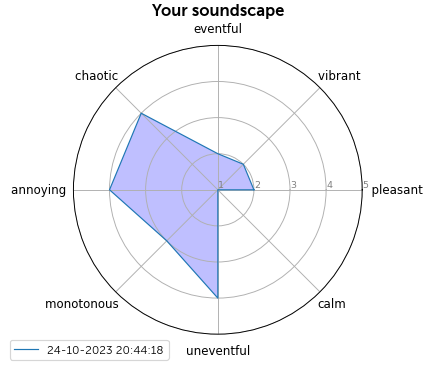 Your soundscape
eventful
chaotic
vibrant
annoying
1
2
3
4
5
pleasant
monotonous
calm
uneventful
24-10-2023 20:44:18